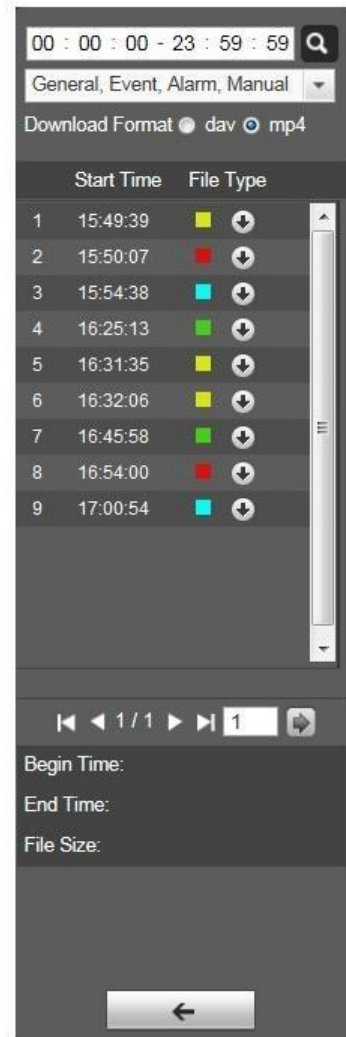 00 : 00 : 00 - 23 : 59 : 59
General, Event, Alarm, Manual
Download Format dav mp4
Start Time File Type
1 15:49:39
2 15:50:07
3 15:54:38
4 16:25:13
5 16:31:35
6 16:32:06
7 16:45:58
8 16:54:00
9 17:00:54
1 / 1 1
Begin Time:
End Time:
File Size: